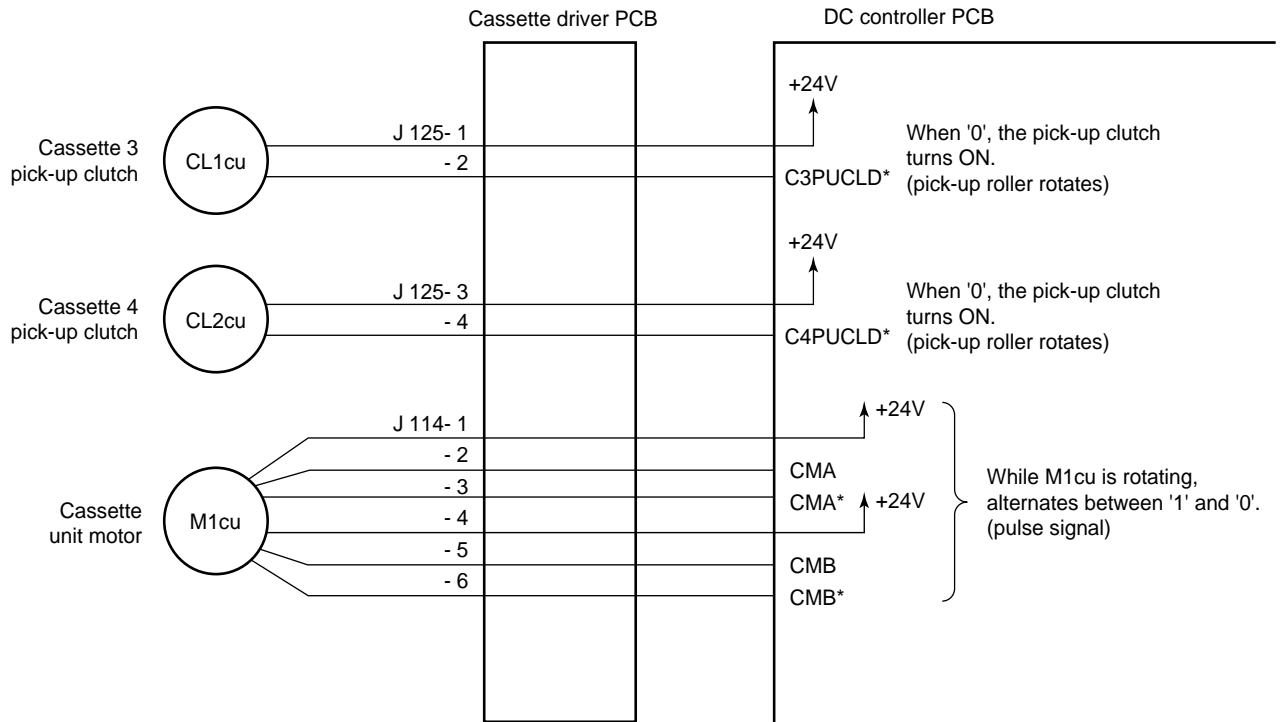 Cassette driver PCB
DC controller PCB
+24V
Cassette 3
pick-up clutch
CL1cu
J 125- 1
- 2
C3PUCLD*
When '0', the pick-up clutch
turns ON.
(pick-up roller rotates)
+24V
Cassette 4
pick-up clutch
CL2cu
J 125- 3
- 4
C4PUCLD*
When '0', the pick-up clutch
turns ON.
(pick-up roller rotates)
Cassette
unit motor
M1cu
J 114- 1
- 2
- 3
- 4
- 5
- 6
+24V
CMA
CMA*
+24V
CMB
CMB*
While M1cu is rotating,
alternates between '1' and '0'.
(pulse signal)